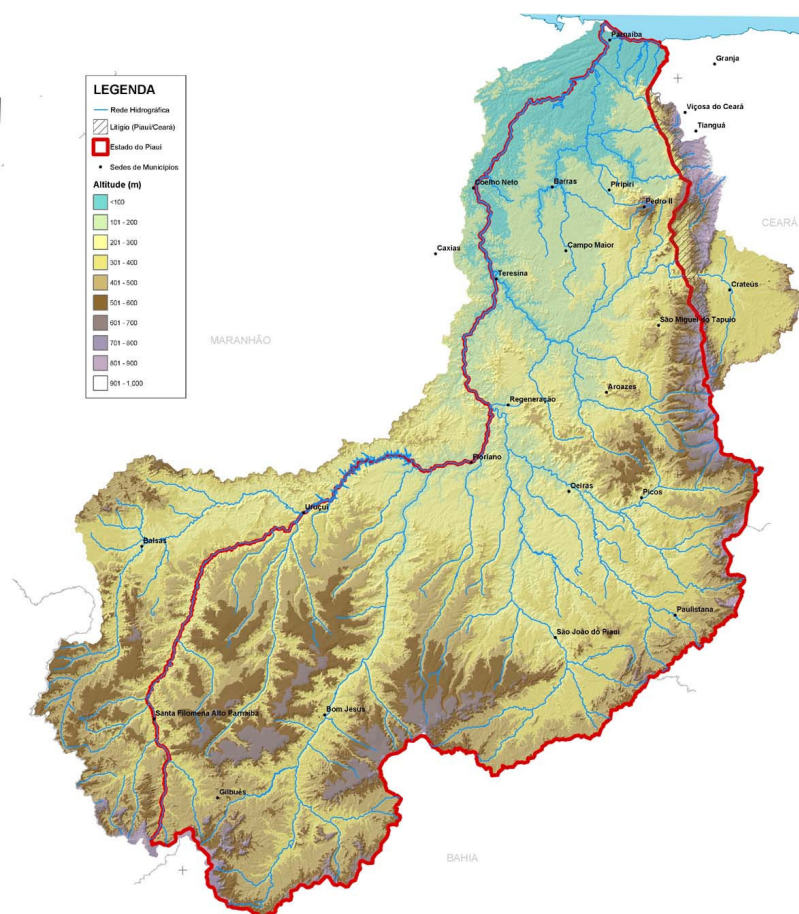 LEGENDA
Rede Hidrográfica
Litígio (Piauí/Ceará)
Estado do Piauí
Sedes de Municípios
Altitude (m)
<100
101 - 200
201 - 300
301 - 400
401 - 500
501 - 600
601 - 700
701 - 800
801 - 900
901 - 1.000
Parnaíba
Granja
Viçosa do Ceará
Tianguá
Coelho Neto
Barras
Piripiri
Pedro II
CEARÁ
Caxias
Campo Maior
Teresina
Crateús
São Miguel do Tapuio
MARANHÃO
Aroazes
Regeneração
Floriano
Oeiras
Picos
Uruçuí
Balsas
Paulistana
São João do Piauí
Santa Filomena Alto Parnaíba
Bom Jesus
Gilbués
BAHIA